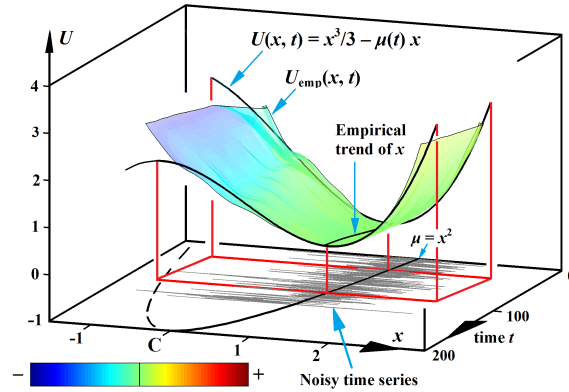 U
U(x, t) = x³/3 – μ(t) x
U_emp(x, t)
4
Empirical
trend of x
3
2
1
μ = x²
0
-1
-1
C
1
2
x
200
100
time t
Noisy time series
–
+